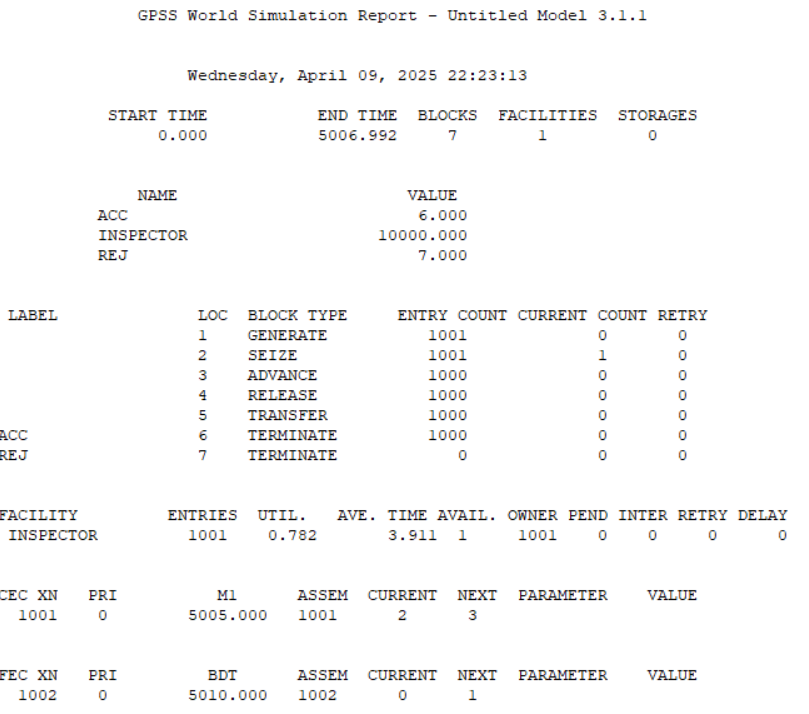 GPSS World Simulation Report - Untitled Model 3.1.1
Wednesday, April 09, 2025 22:23:13
START TIME END TIME BLOCKS FACILITIES STORAGES
0.000 5006.992 7 1 0
NAME VALUE
ACC 6.000
INSPECTOR 10000.000
REJ 7.000
LABEL LOC BLOCK TYPE ENTRY COUNT CURRENT COUNT RETRY
1 GENERATE 1001 0 0
2 SEIZE 1001 1 0
3 ADVANCE 1000 0 0
4 RELEASE 1000 0 0
5 TRANSFER 1000 0 0
ACC 6 TERMINATE 1000 0 0
REJ 7 TERMINATE 0 0 0
FACILITY ENTRIES UTIL. AVE. TIME AVAIL. OWNER PEND INTER RETRY DELAY
INSPECTOR 1001 0.782 3.911 1 1001 0 0 0 0
CEC XN PRI M1 ASSEM CURRENT NEXT PARAMETER VALUE
1001 0 5005.000 1001 2 3
FEC XN PRI BDT ASSEM CURRENT NEXT PARAMETER VALUE
1002 0 5010.000 1002 0 1